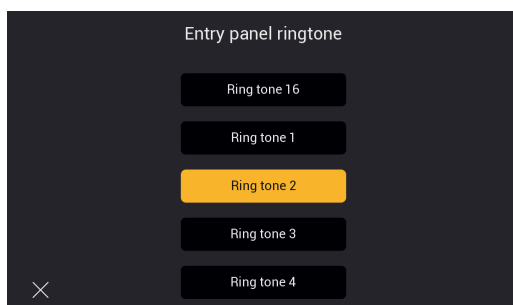 Entry panel ringtone
Ring tone 16
Ring tone 1
Ring tone 2
Ring tone 3
Ring tone 4